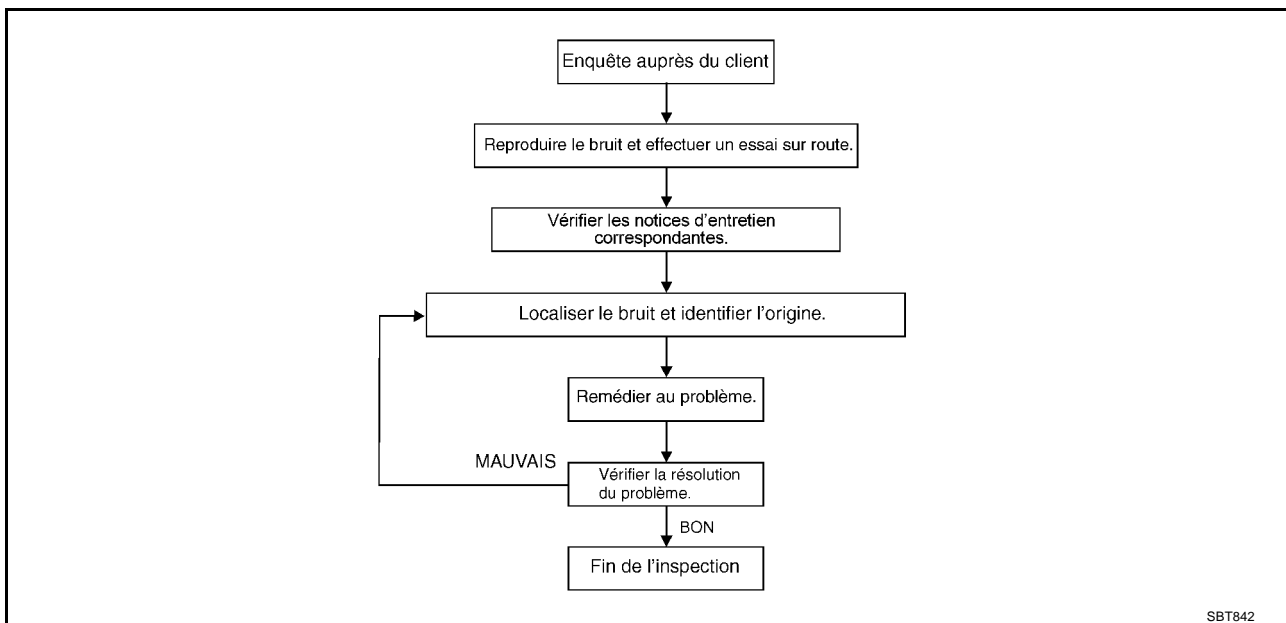 Enquête auprès du client
Reproduire le bruit et effectuer un essai sur route.
Vérifier les notices d'entretien
correspondantes.
Localiser le bruit et identifier l'origine.
Remédier au problème.
MAUVAIS
Vérifier la résolution
du problème.
BON
Fin de l'inspection
SBT842